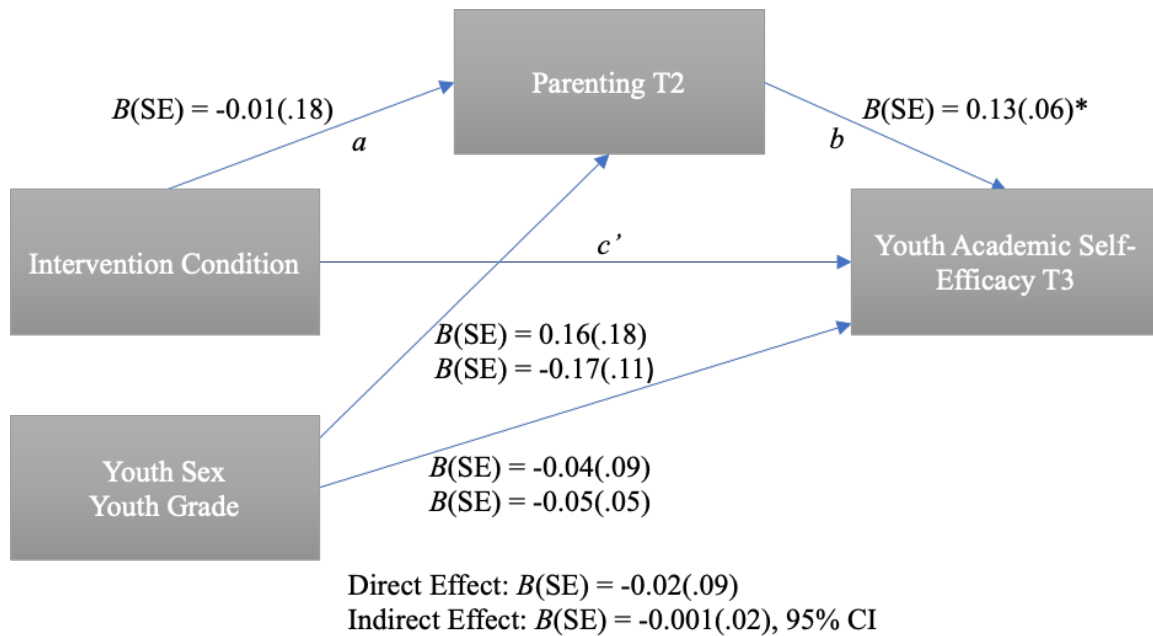 Parenting T2
B(SE) = -0.01(.18)
a
B(SE) = 0.13(.06)*
b
Intervention Condition
c’
Youth Academic Self-
Efficacy T3
B(SE) = 0.16(.18)
B(SE) = -0.17(.11)
Youth Sex
Youth Grade
B(SE) = -0.04(.09)
B(SE) = -0.05(.05)
Direct Effect: B(SE) = -0.02(.09)
Indirect Effect: B(SE) = -0.001(.02), 95% CI